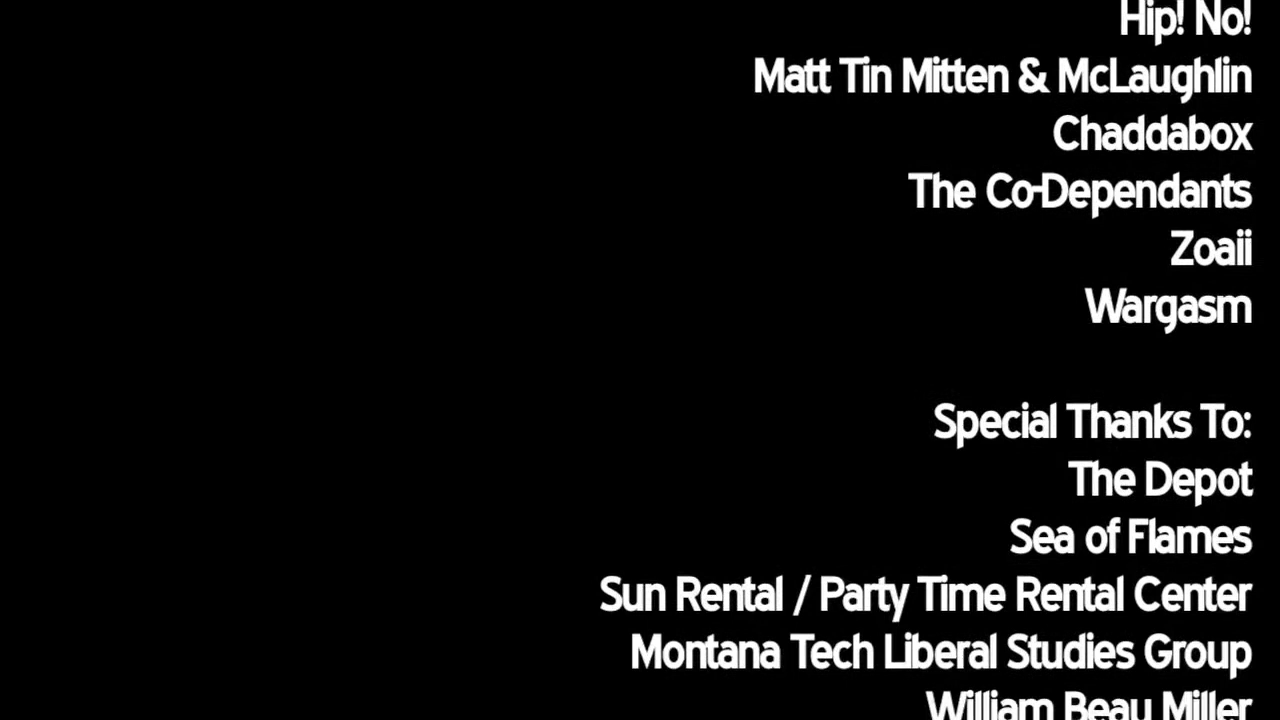 Hip! No!
Matt Tin Mitten & McLaughlin
Chaddabox
The Co-Dependants
Zoaii
Wargasm
Special Thanks To:
The Depot
Sea of Flames
Sun Rental / Party Time Rental Center
Montana Tech Liberal Studies Group
William Beau Miller